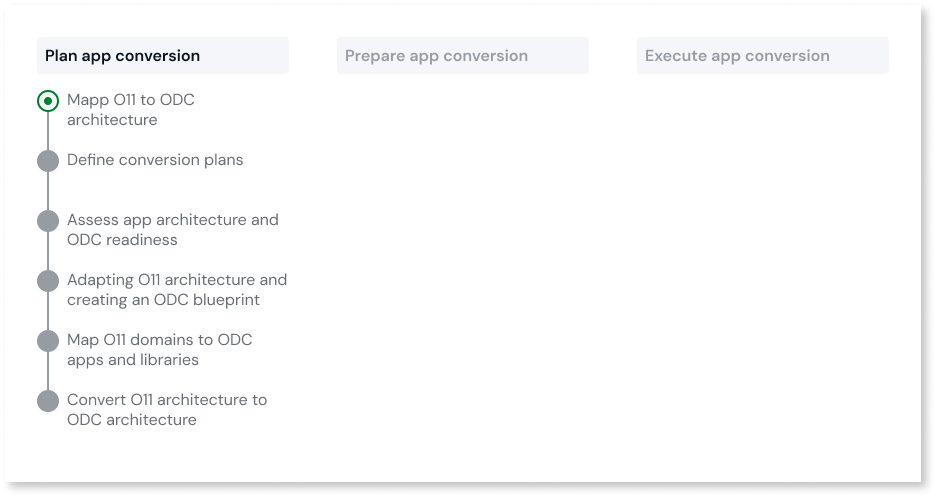 Plan app conversion
Prepare app conversion
Execute app conversion
Mapp O11 to ODC
architecture
Define conversion plans
Assess app architecture and
ODC readiness
Adapting O11 architecture and
creating an ODC blueprint
Map O11 domains to ODC
apps and libraries
Convert O11 architecture to
ODC architecture